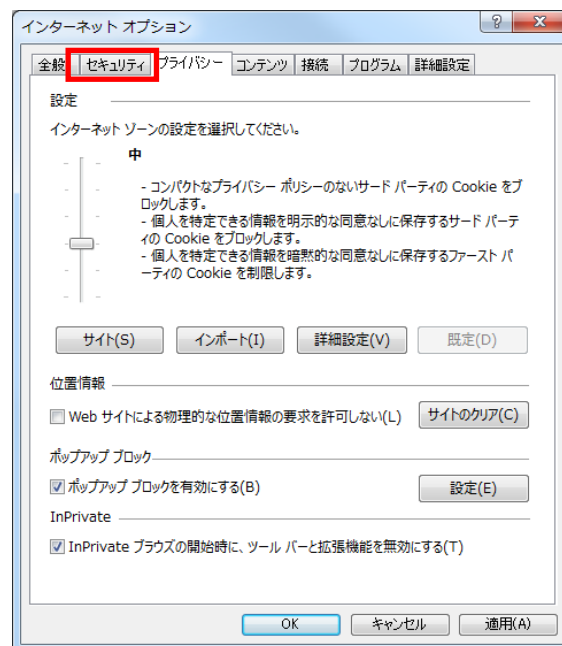 インターネット オプション
全般 セキュリティ プライバシー コンテンツ 接続 プログラム 詳細設定
設定
インターネット ゾーンの設定を選択してください。
中
- コンパクトなプライバシー ポリシーのないサード パーティの Cookie をブ
ロックします。
- 個人を特定できる情報を明示的な同意なしに保存するサード パーテ
ィの Cookie をブロックします。
- 個人を特定できる情報を暗黙的な同意なしに保存するファースト パ
ーティの Cookie を制限します。
サイト(S) インポート(I) 詳細設定(V) 既定(D)
位置情報
Web サイトによる物理的な位置情報の要求を許可しない(L) サイトのクリア(C)
ポップアップ ブロック
ポップアップ ブロックを有効にする(B) 設定(E)
InPrivate
InPrivate ブラウズの開始時に、ツール バーと拡張機能を無効にする(T)
OK キャンセル 適用(A)